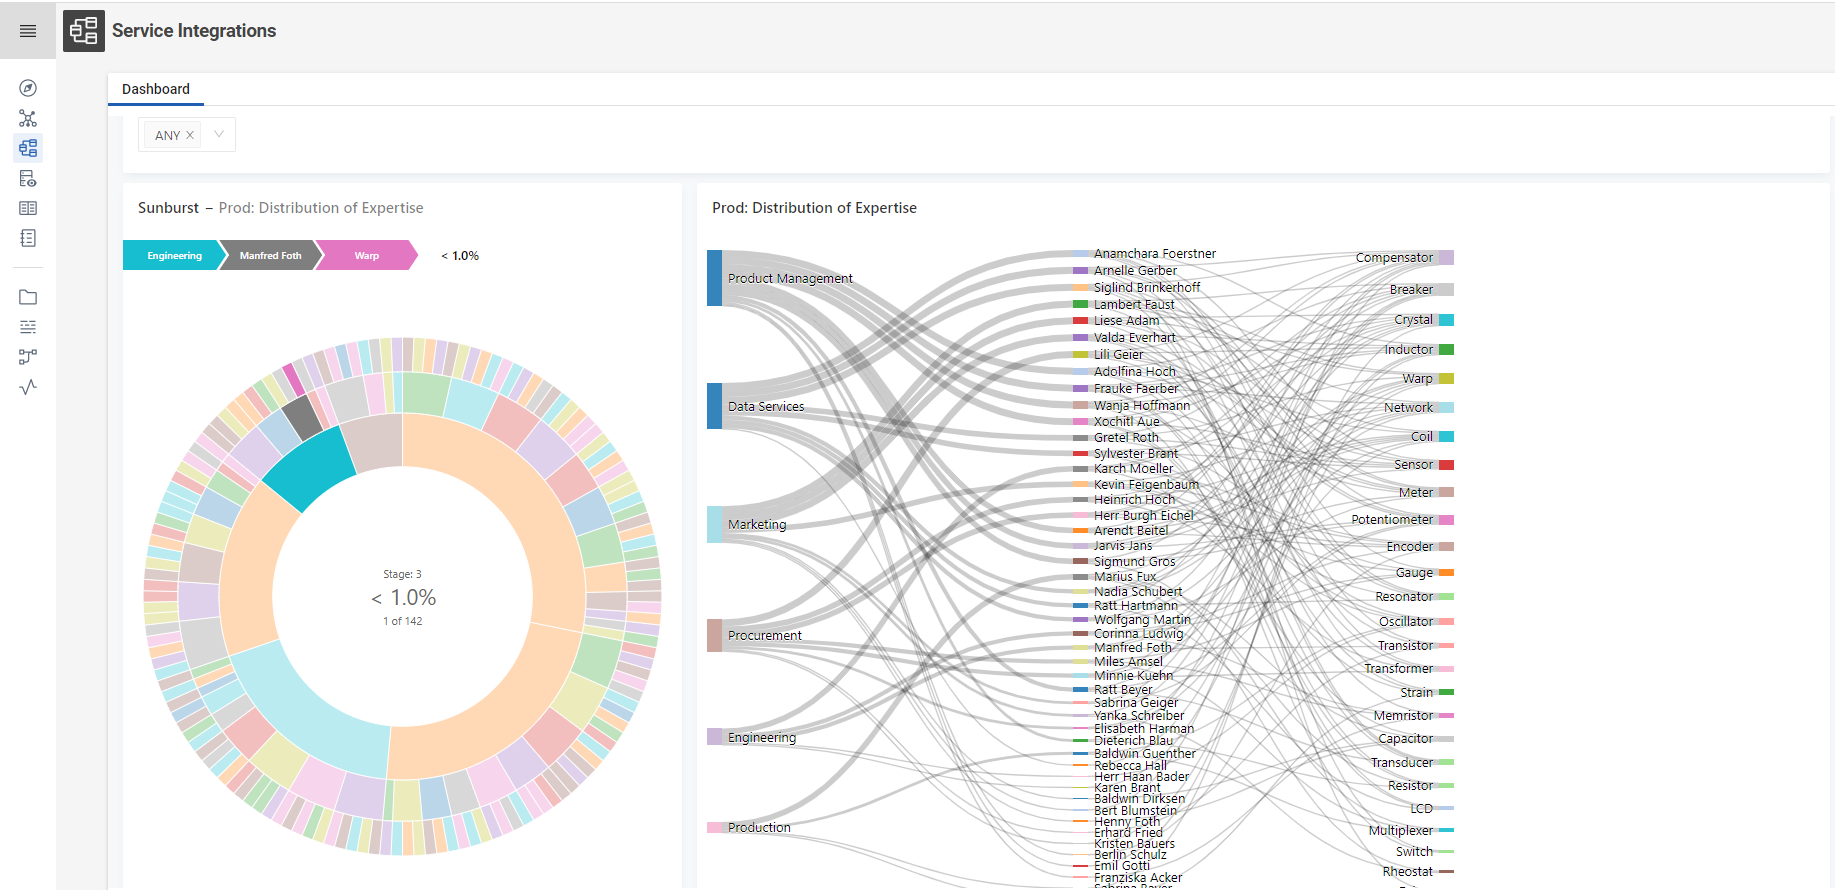 Service Integrations
Dashboard
ANY ×
Sunburst – Prod: Distribution of Expertise
Engineering
Manfred Foth
Warp
< 1.0%
Stage: 3
< 1.0%
1 of 142
Prod: Distribution of Expertise
Product Management
Data Services
Marketing
Procurement
Engineering
Production
Anamchara Foerstner
Arnelle Gerber
Siglind Brinkerhoff
Lambert Faust
Liese Adam
Valda Everhart
Lili Geier
Adolfina Hoch
Frauke Faerber
Wanja Hoffmann
Xochitl Aue
Gretel Roth
Sylvester Brant
Karch Moeller
Kevin Feigenbaum
Heinrich Hoch
Herr Burgh Eichel
Arendt Beitel
Jarvis Jans
Sigmund Gros
Marius Fux
Nadia Schubert
Ratt Hartmann
Wolfgang Martin
Corinna Ludwig
Manfred Foth
Miles Amsel
Minnie Kuehn
Ratt Beyer
Sabrina Geiger
Yanka Schreiber
Elisabeth Harman
Dieterich Blau
Baldwin Guenther
Rebecca Hall
Herr Haan Bader
Karen Brant
Baldwin Dirksen
Bert Blumstein
Henny Foth
Erhard Fried
Kristen Bauers
Berlin Schulz
Emil Gotti
Franziska Acker
Compensator
Breaker
Crystal
Inductor
Warp
Network
Coil
Sensor
Meter
Potentiometer
Encoder
Gauge
Resonator
Oscillator
Transistor
Transformer
Strain
Memristor
Capacitor
Transducer
Resistor
LCD
Multiplexer
Switch
Rheostat